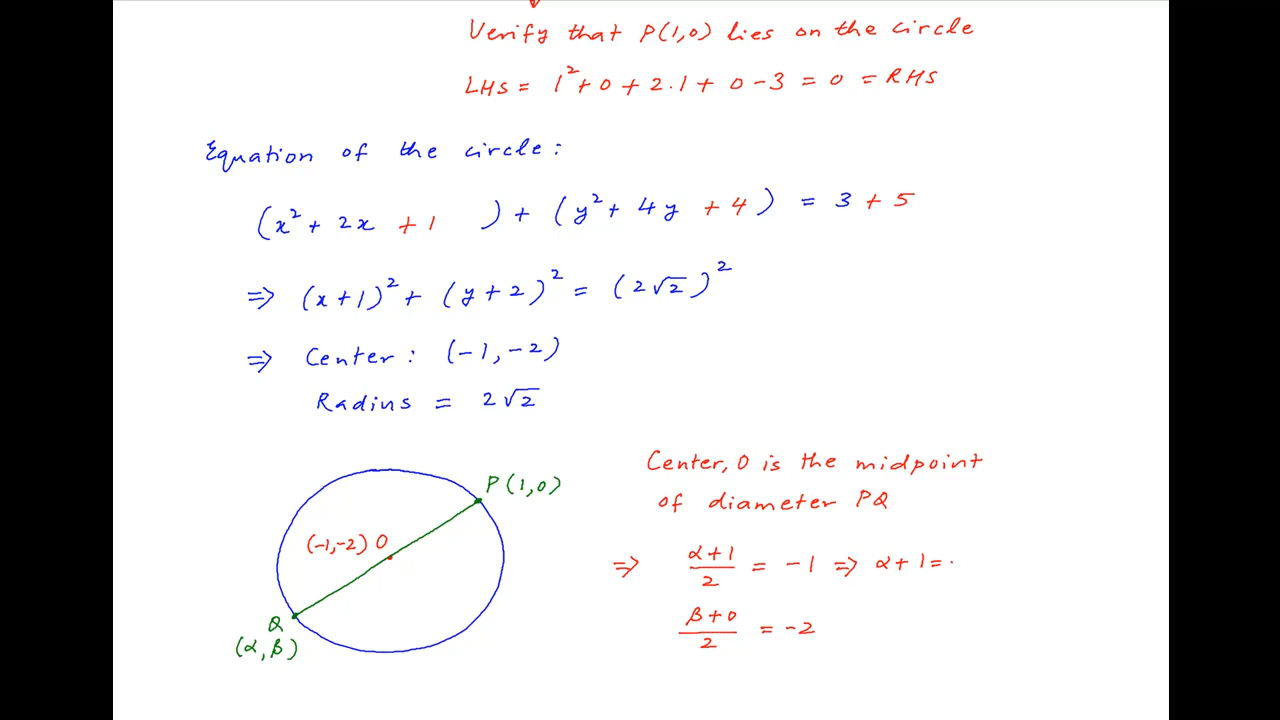 Verify that P(1,0) lies on the circle
LHS = 1² + 0 + 2.1 + 0 - 3 = 0 = RHS
Equation of the circle:
(x² + 2x + 1 ) + (y² + 4y + 4) = 3 + 5
⇒ (x+1)² + (y+2)² = (2√2)²
⇒ Center: (-1, -2)
Radius = 2√2
P(1,0)
(-1,-2) O
Q
(α, β)
Center, O is the midpoint
of diameter PQ
⇒ (α+1)/2 = -1 ⇒ α + 1 = -
(β+0)/2 = -2